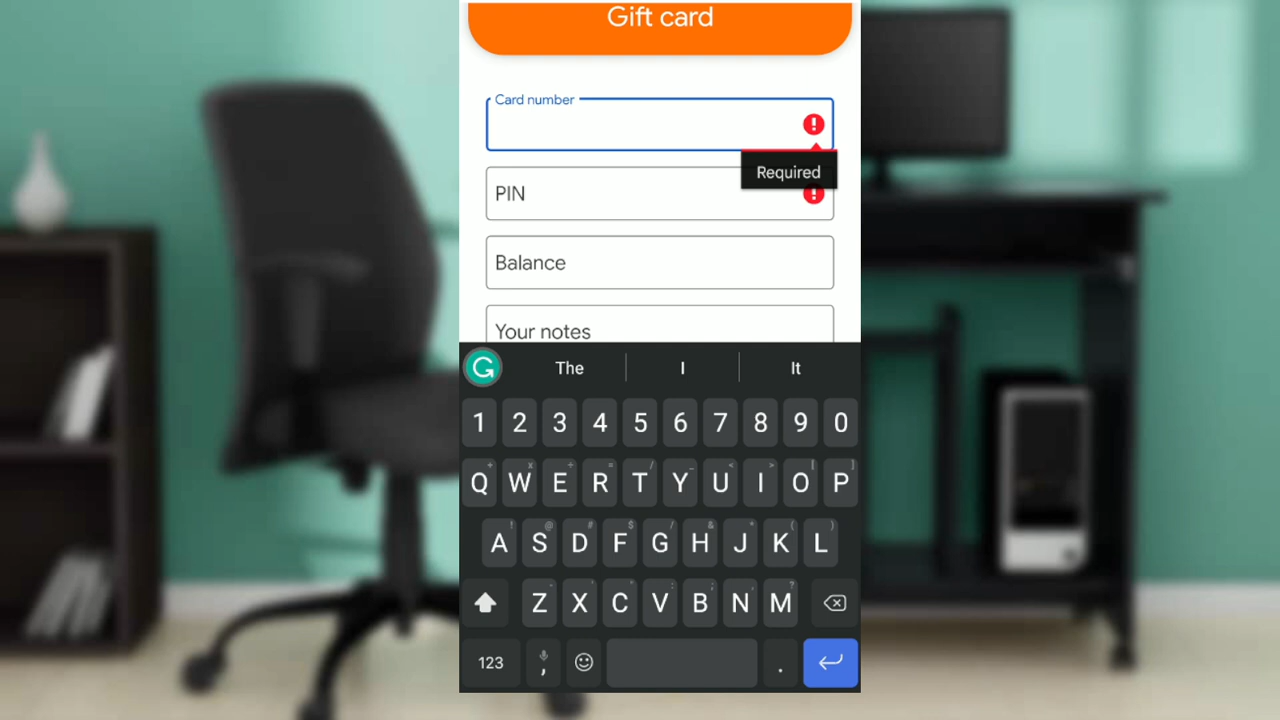 Gift card
Card number
Required
PIN
Balance
Your notes
The I It
1 2 3 4 5 6 7 8 9 0
Q W E R T Y U I O P
A S D F G H J K L
Z X C V B N M
123 , .